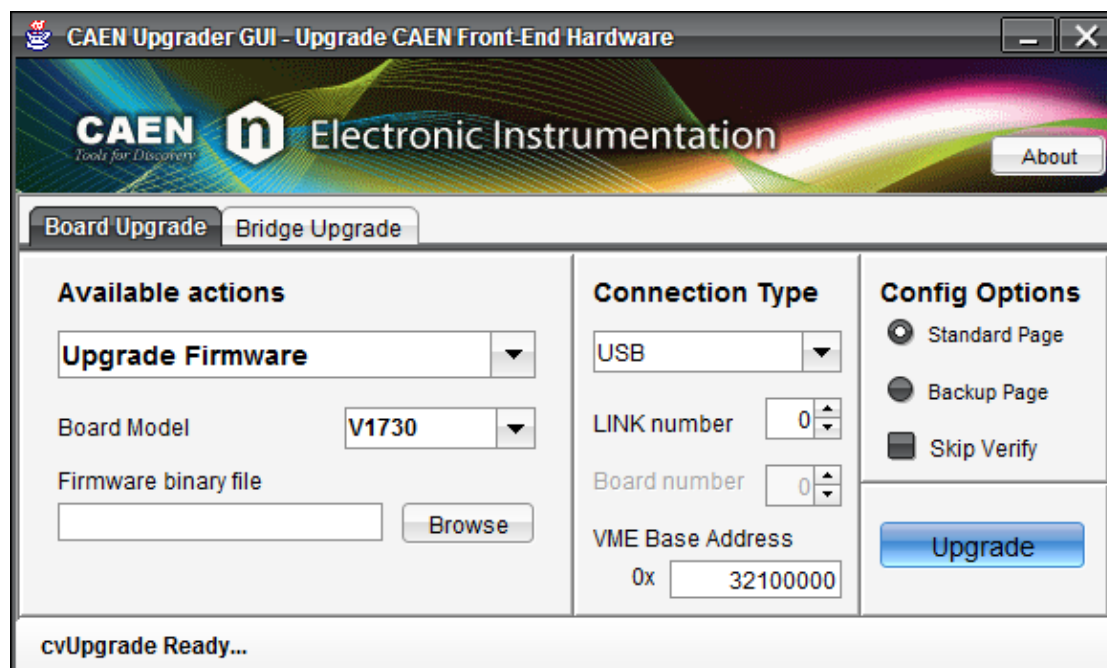 CAEN Upgrader GUI - Upgrade CAEN Front-End Hardware
CAEN
Tools for Discovery
n
Electronic Instrumentation
About
Board Upgrade
Bridge Upgrade
Available actions
Upgrade Firmware
Board Model
V1730
Firmware binary file
Browse
Connection Type
USB
LINK number
0
Board number
0
VME Base Address
0x
32100000
Config Options
Standard Page
Backup Page
Skip Verify
Upgrade
cvUpgrade Ready...